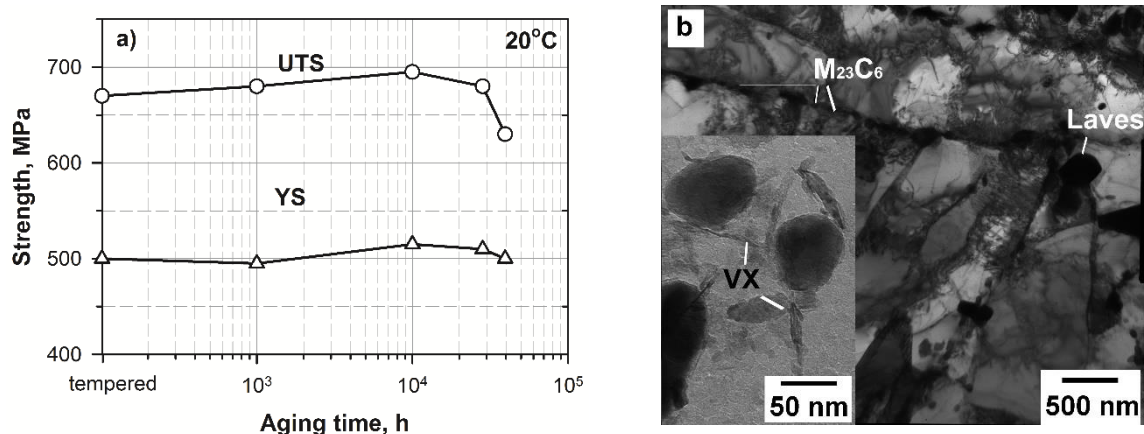 a)
20°C
UTS
YS
700
600
500
400
Strength, MPa
tempered
10³
10⁴
10⁵
Aging time, h
b
M₂₃C₆
Laves
VX
50 nm
500 nm